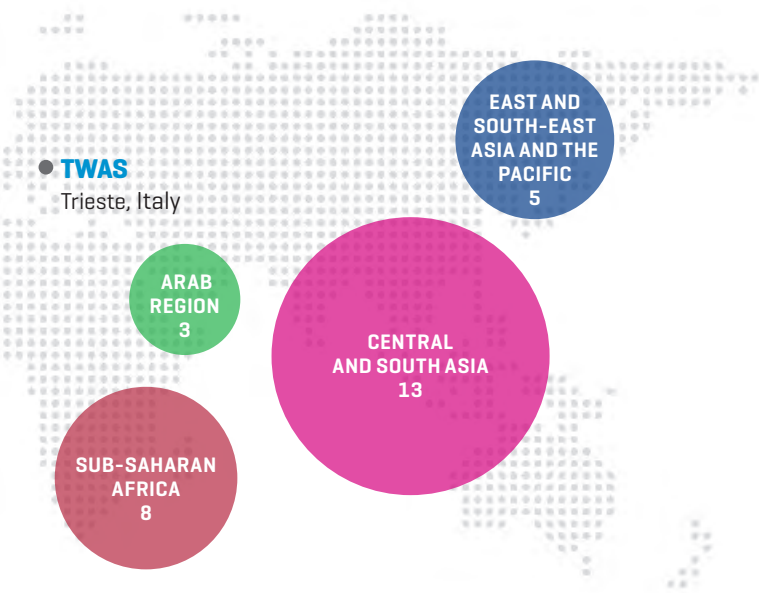 EAST AND
SOUTH-EAST
ASIA AND THE
PACIFIC
5
TWAS
Trieste, Italy
ARAB
REGION
3
CENTRAL
AND SOUTH ASIA
13
SUB-SAHARAN
AFRICA
8